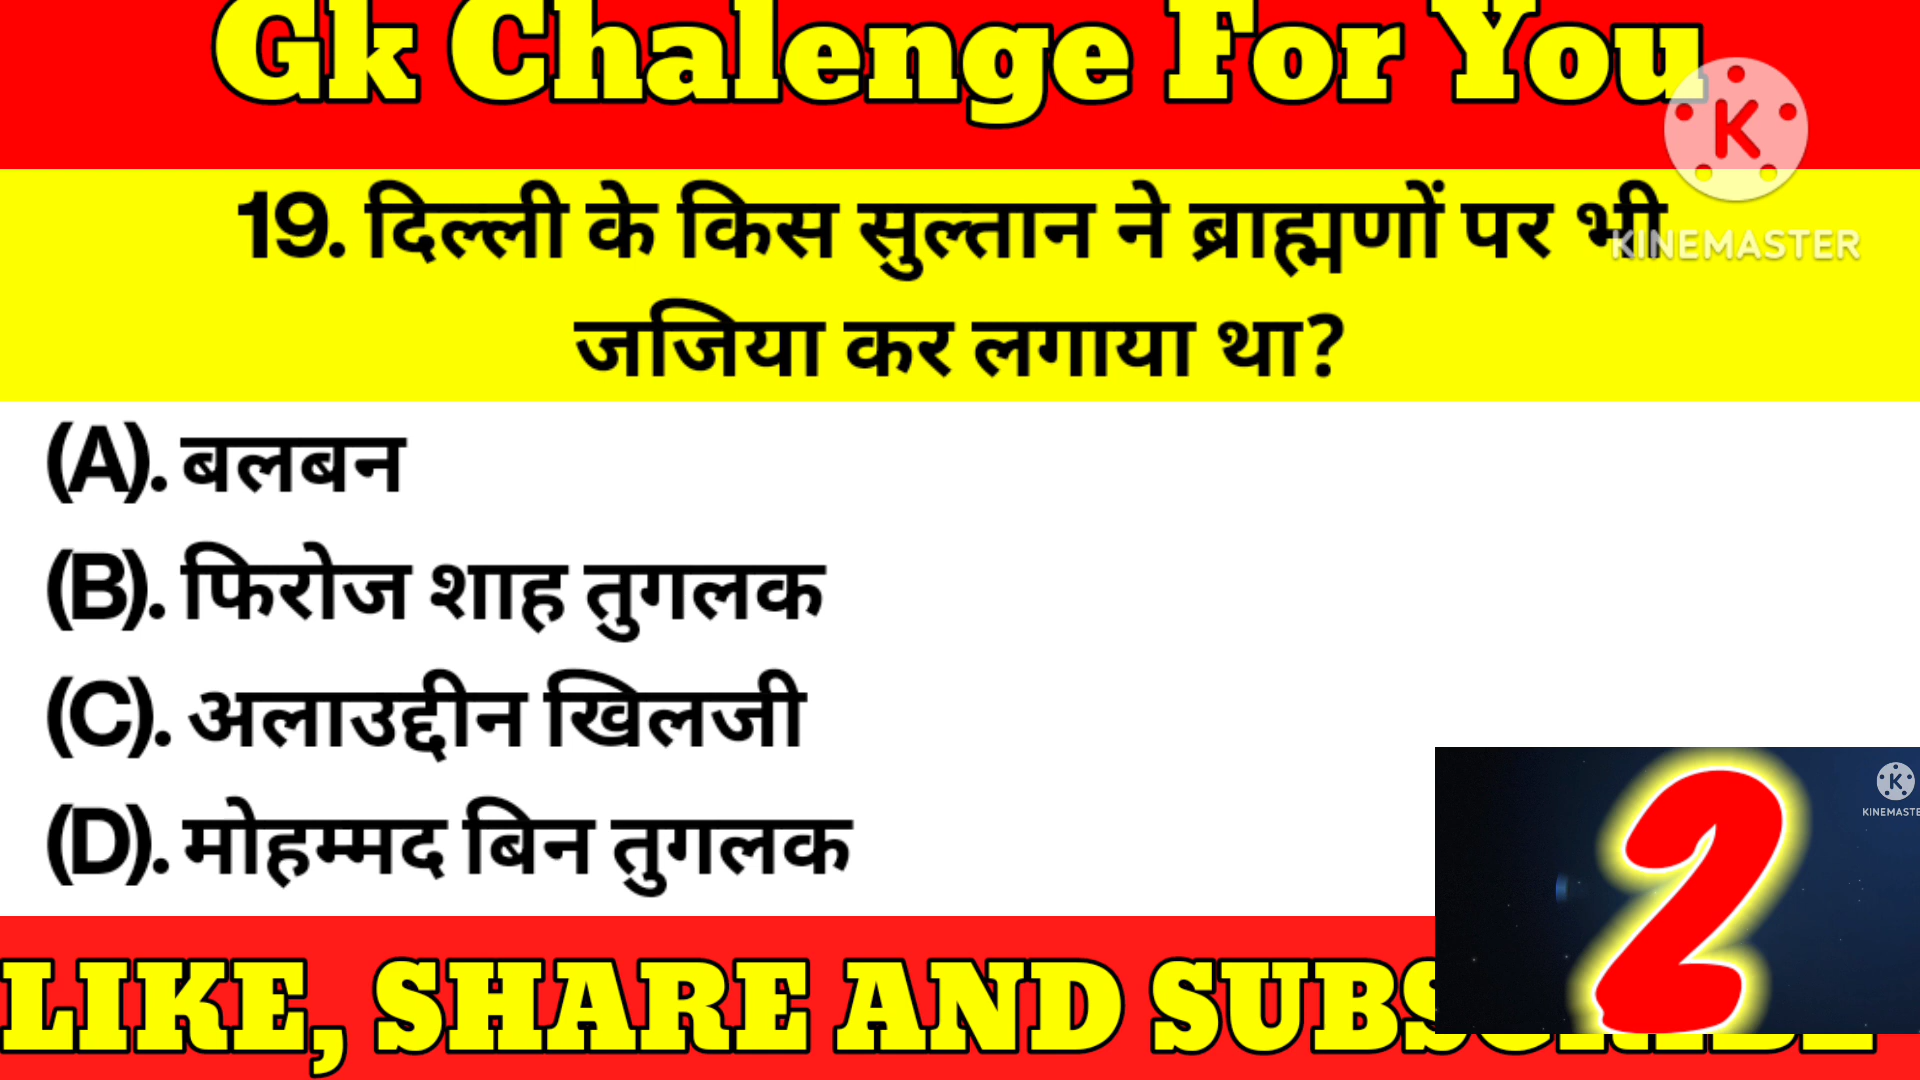 Gk Chalenge For You
K
KINEMASTER
19. दिल्ली के किस सुल्तान ने ब्राह्मणों पर भी
जजिया कर लगाया था?
(A). बलबन
(B). फिरोज शाह तुगलक
(C). अलाउद्दीन खिलजी
(D). मोहम्मद बिन तुगलक
K
2
LIKE, SHARE AND